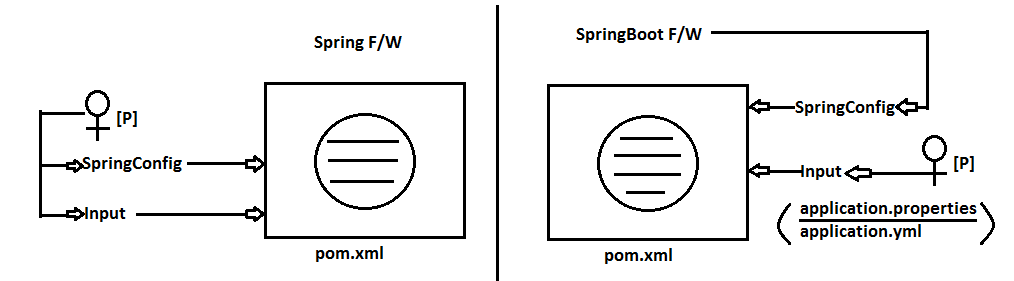 Spring F/W
[P]
SpringConfig
Input
pom.xml
SpringBoot F/W
SpringConfig
Input
[P]
application.properties
application.yml
pom.xml